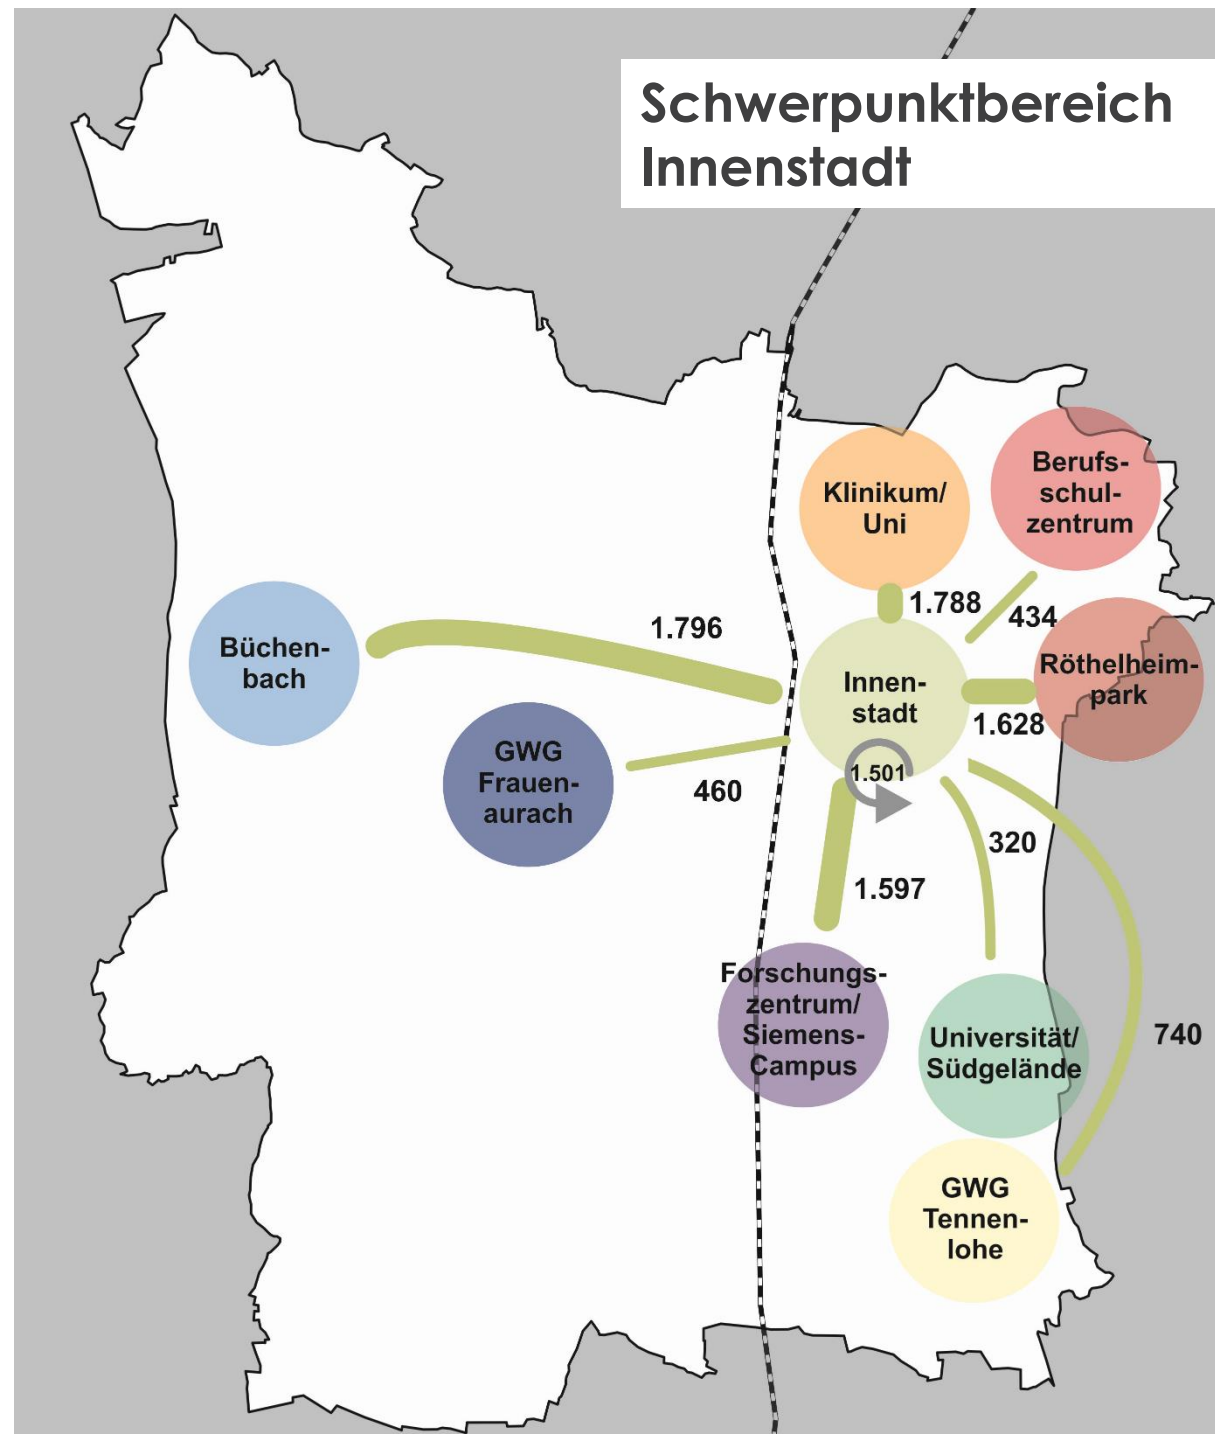 Schwerpunktbereich
Innenstadt
Klinikum/
Uni
Berufs-
schul-
zentrum
1.788
434
1.796
Büchen-
bach
Innen-
stadt
Röthelheim-
park
1.628
GWG
Frauen-
aurach
460
1.501
320
1.597
Forschungs-
zentrum/
Siemens-
Campus
Universität/
Südgelände
740
GWG
Tennen-
lohe